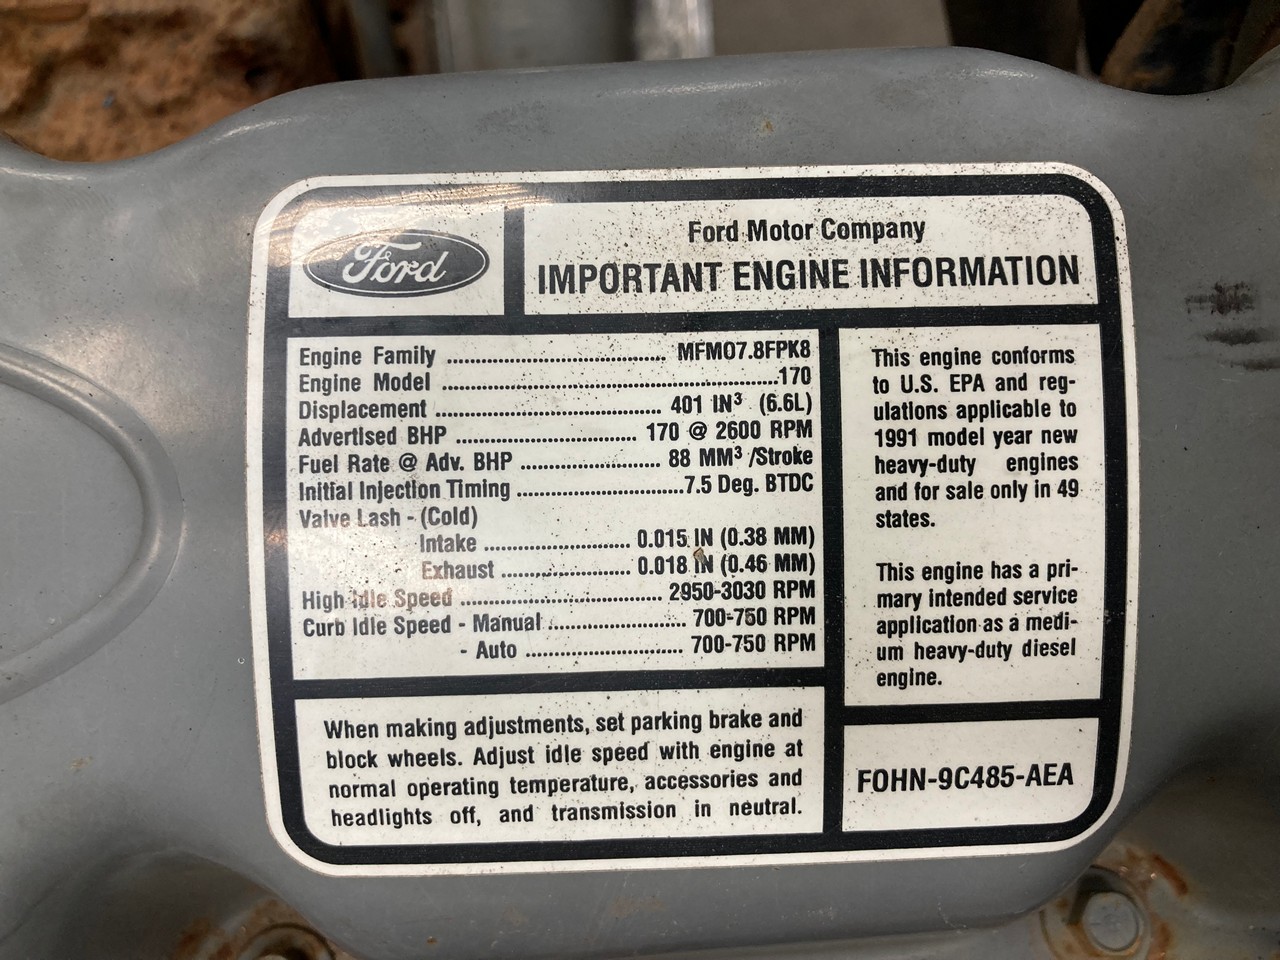 Ford
Ford Motor Company
IMPORTANT ENGINE INFORMATION
Engine Family ................................ MFM07.8FPK8
Engine Model ................................................170
Displacement ................................ 401 IN³ (6.6L)
Advertised BHP .......................... 170 @ 2600 RPM
Fuel Rate @ Adv. BHP .................... 88 MM³ /Stroke
Initial Injection Timing ........................7.5 Deg. BTDC
Valve Lash - (Cold)
Intake ..................... 0.015 IN (0.38 MM)
Exhaust ................... 0.018 IN (0.46 MM)
High Idle Speed ............................. 2950-3030 RPM
Curb Idle Speed - Manual .................... 700-750 RPM
- Auto ....................... 700-750 RPM
When making adjustments, set parking brake and
block wheels. Adjust idle speed with engine at
normal operating temperature, accessories and
headlights off, and transmission in neutral.
This engine conforms
to U.S. EPA and reg-
ulations applicable to
1991 model year new
heavy-duty engines
and for sale only in 49
states.
This engine has a pri-
mary intended service
application as a medi-
um heavy-duty diesel
engine.
FOHN-9C485-AEA